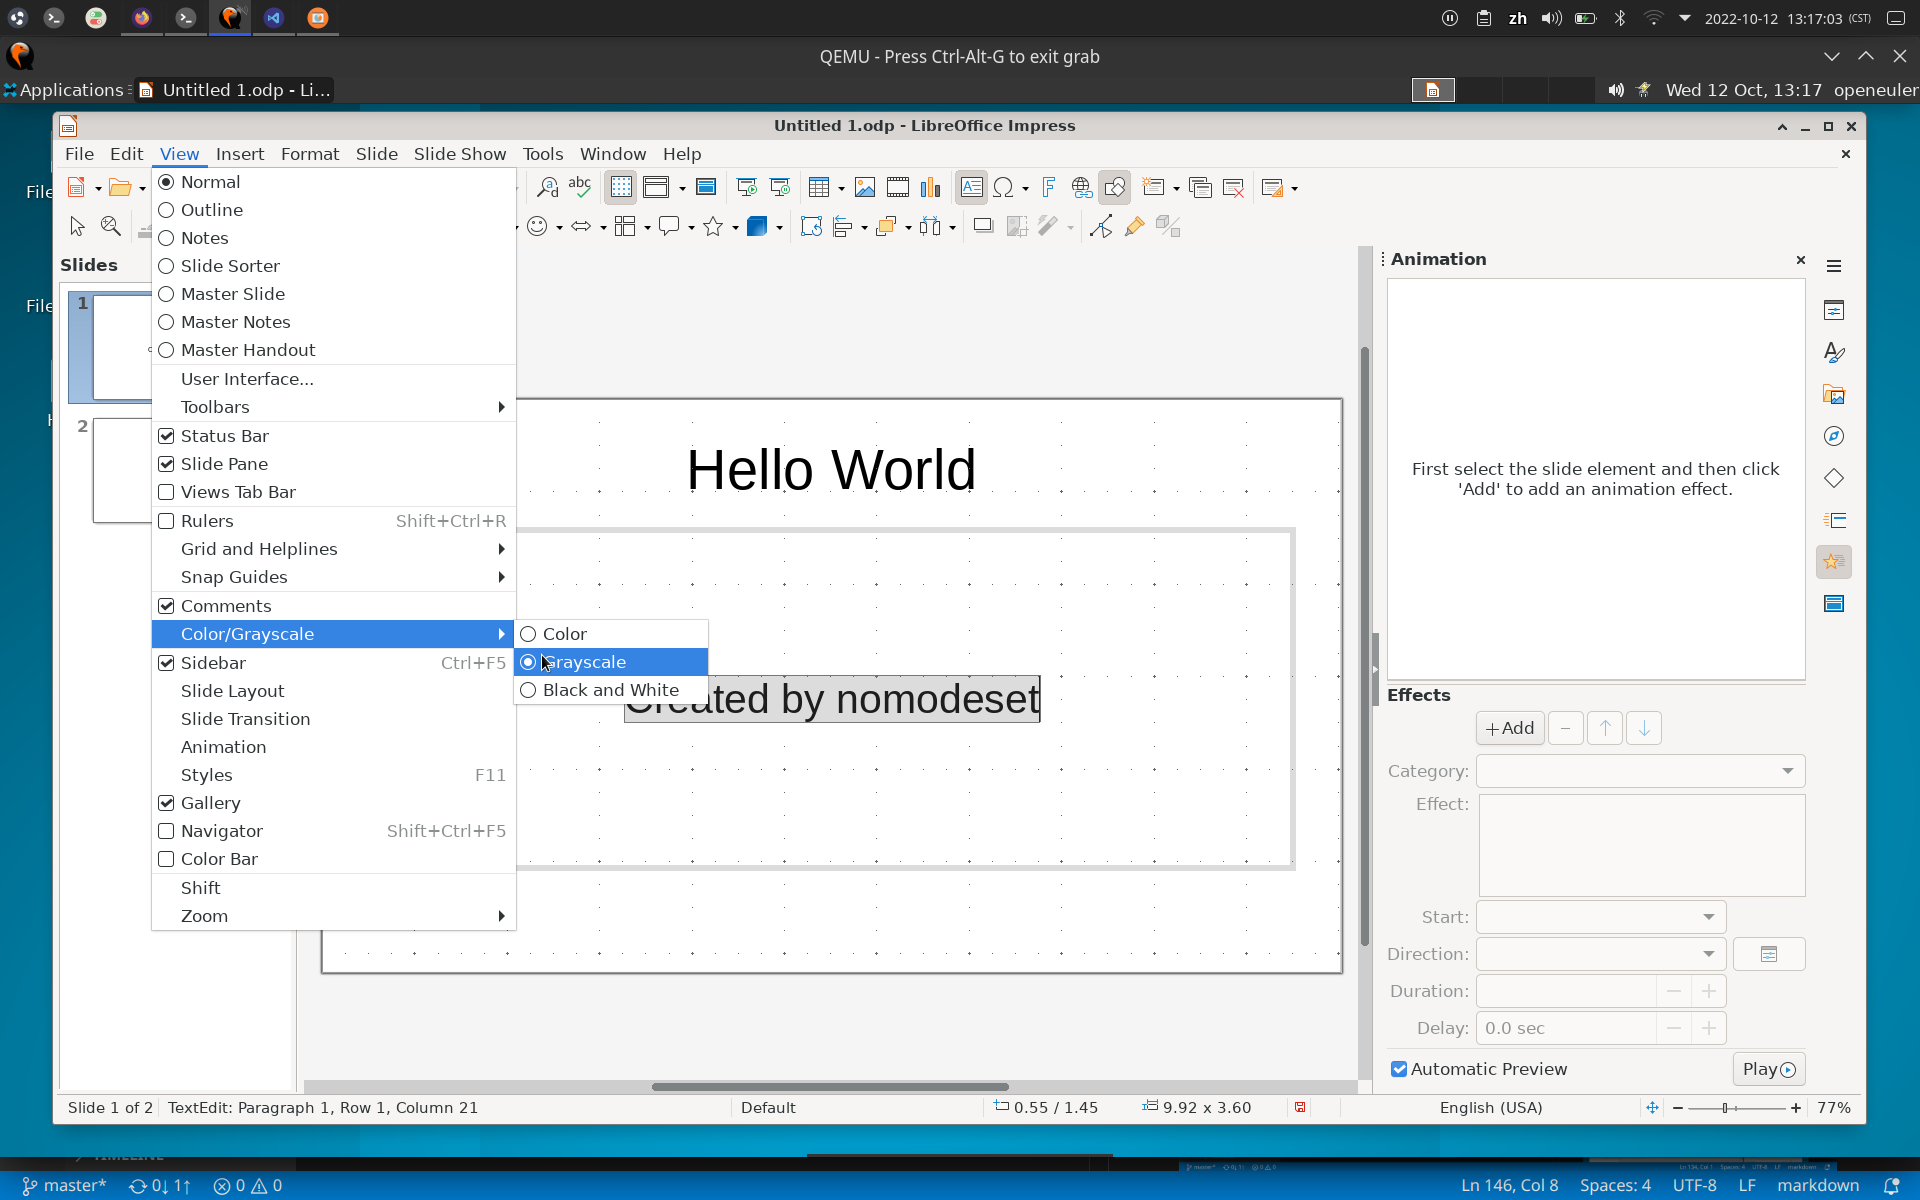 zh
2022-10-12 13:17:03 (CST)
QEMU - Press Ctrl-Alt-G to exit grab
Applications
Untitled 1.odp - Li...
Wed 12 Oct, 13:17
openeuler
Untitled 1.odp - LibreOffice Impress
File Edit View Insert Format Slide Slide Show Tools Window Help
File
File
Slides
1
2
Normal
Outline
Notes
Slide Sorter
Master Slide
Master Notes
Master Handout
User Interface...
Toolbars
Status Bar
Slide Pane
Views Tab Bar
Rulers Shift+Ctrl+R
Grid and Helplines
Snap Guides
Comments
Color/Grayscale
Sidebar Ctrl+F5
Slide Layout
Slide Transition
Animation
Styles F11
Gallery
Navigator Shift+Ctrl+F5
Color Bar
Shift
Zoom
Color
Grayscale
Black and White
abc
Hello World
Created by nomodeset
Animation
First select the slide element and then click
'Add' to add an animation effect.
Effects
Add
Category:
Effect:
Start:
Direction:
Duration:
Delay: 0.0 sec
Automatic Preview
Play
Slide 1 of 2
TextEdit: Paragraph 1, Row 1, Column 21
Default
0.55 / 1.45
9.92 x 3.60
English (USA)
77%
TIMELINE
master* 0↓ 1↑ 0 0
Ln 146, Col 8
Spaces: 4
UTF-8
LF
markdown